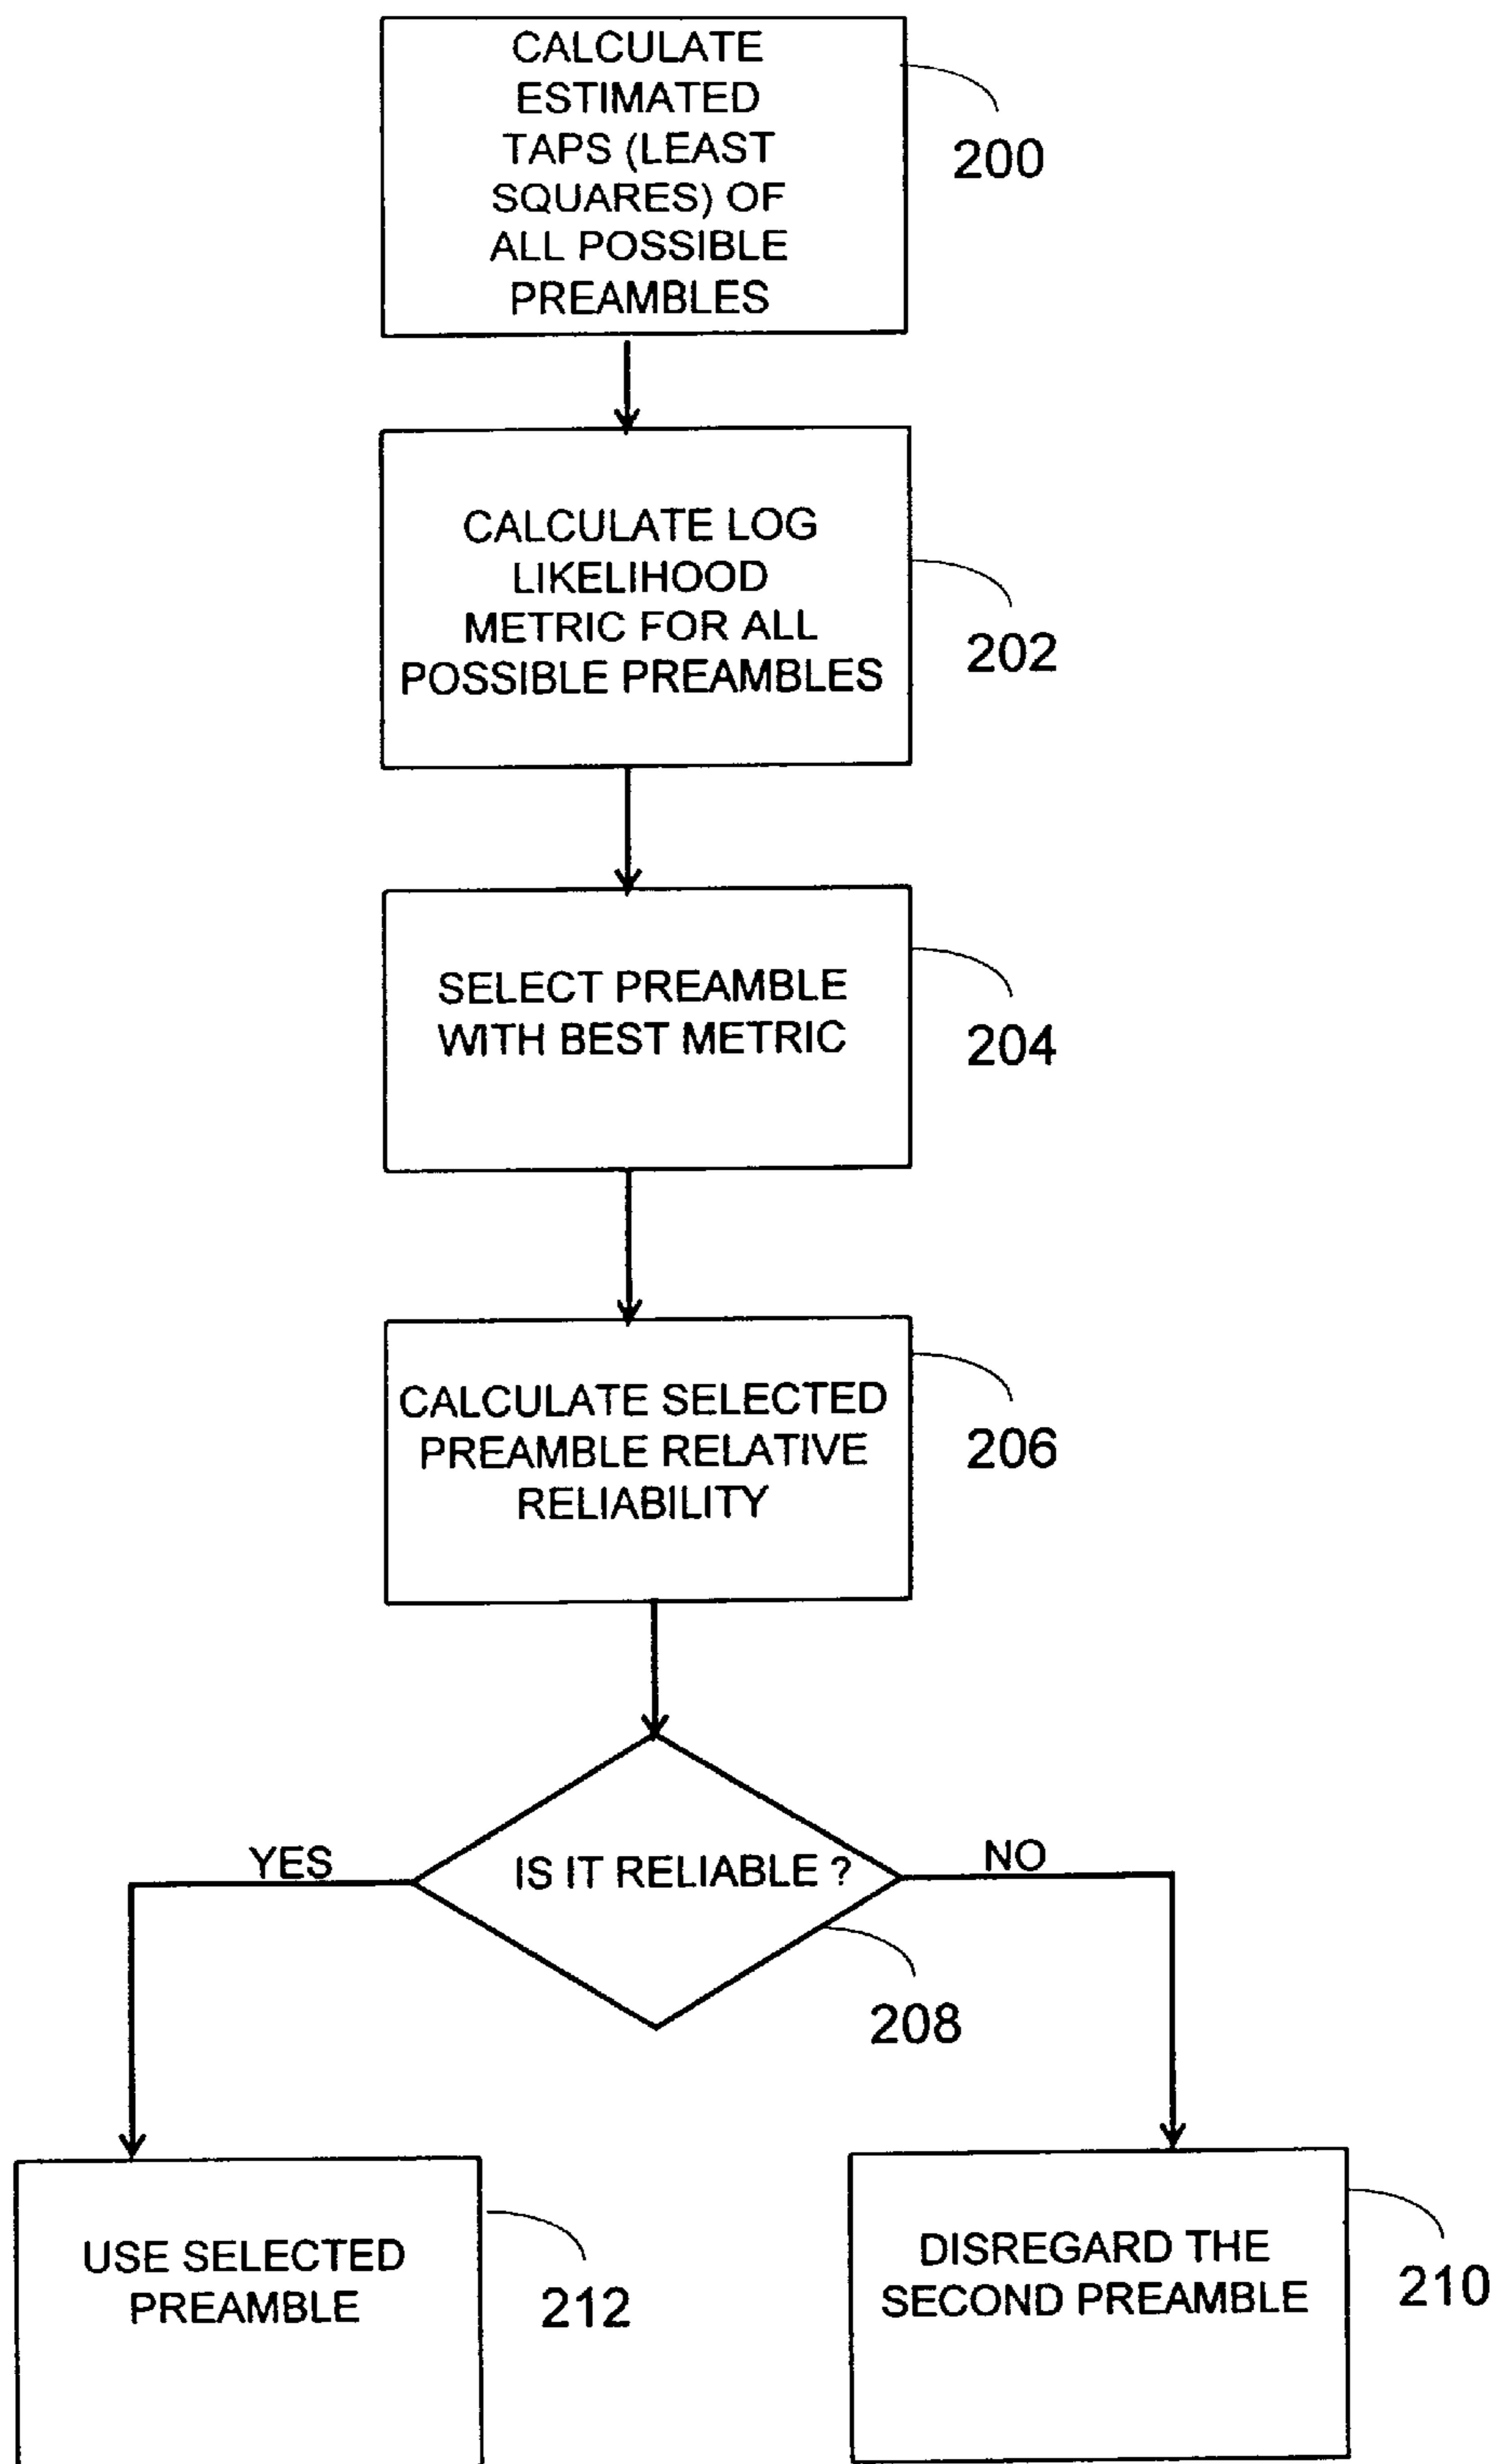 CALCULATE
ESTIMATED
TAPS (LEAST
SQUARES) OF
ALL POSSIBLE
PREAMBLES
200
CALCULATE LOG
LIKELIHOOD
METRIC FOR ALL
POSSIBLE PREAMBLES
202
SELECT PREAMBLE
WITH BEST METRIC
204
CALCULATE SELECTED
PREAMBLE RELATIVE
RELIABILITY
206
YES
IS IT RELIABLE ?
NO
208
USE SELECTED
PREAMBLE
212
DISREGARD THE
SECOND PREAMBLE
210